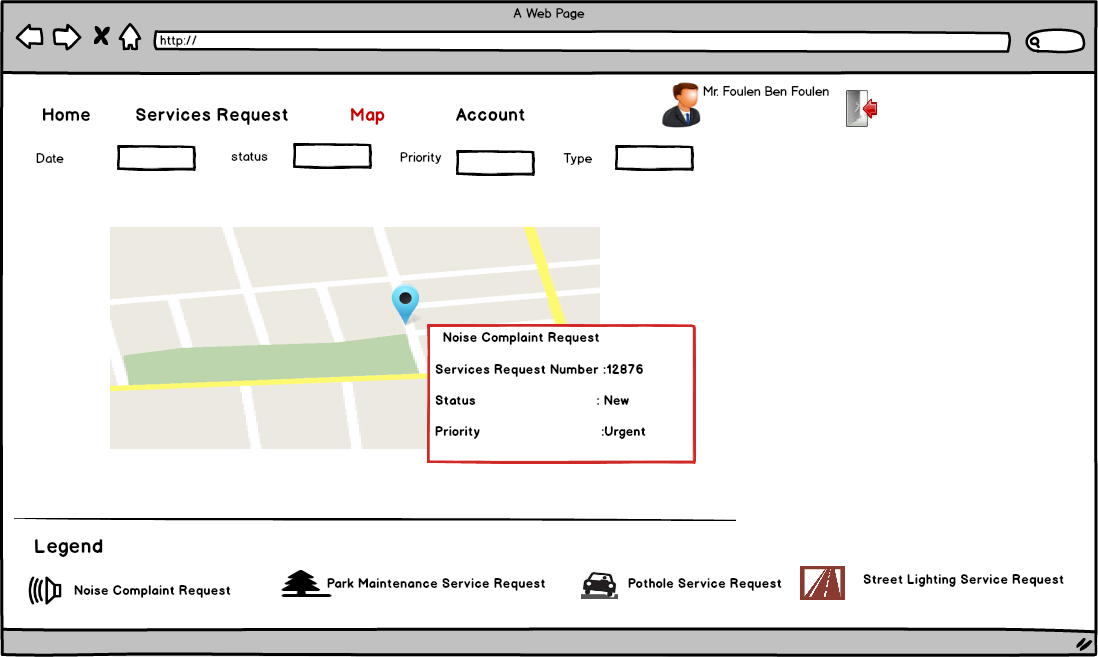 A Web Page
http://
Mr. Foulen Ben Foulen
Home Services Request Map Account
Date status Priority Type
Noise Complaint Request
Services Request Number :12876
Status : New
Priority :Urgent
Legend
Noise Complaint Request Park Maintenance Service Request Pothole Service Request Street Lighting Service Request